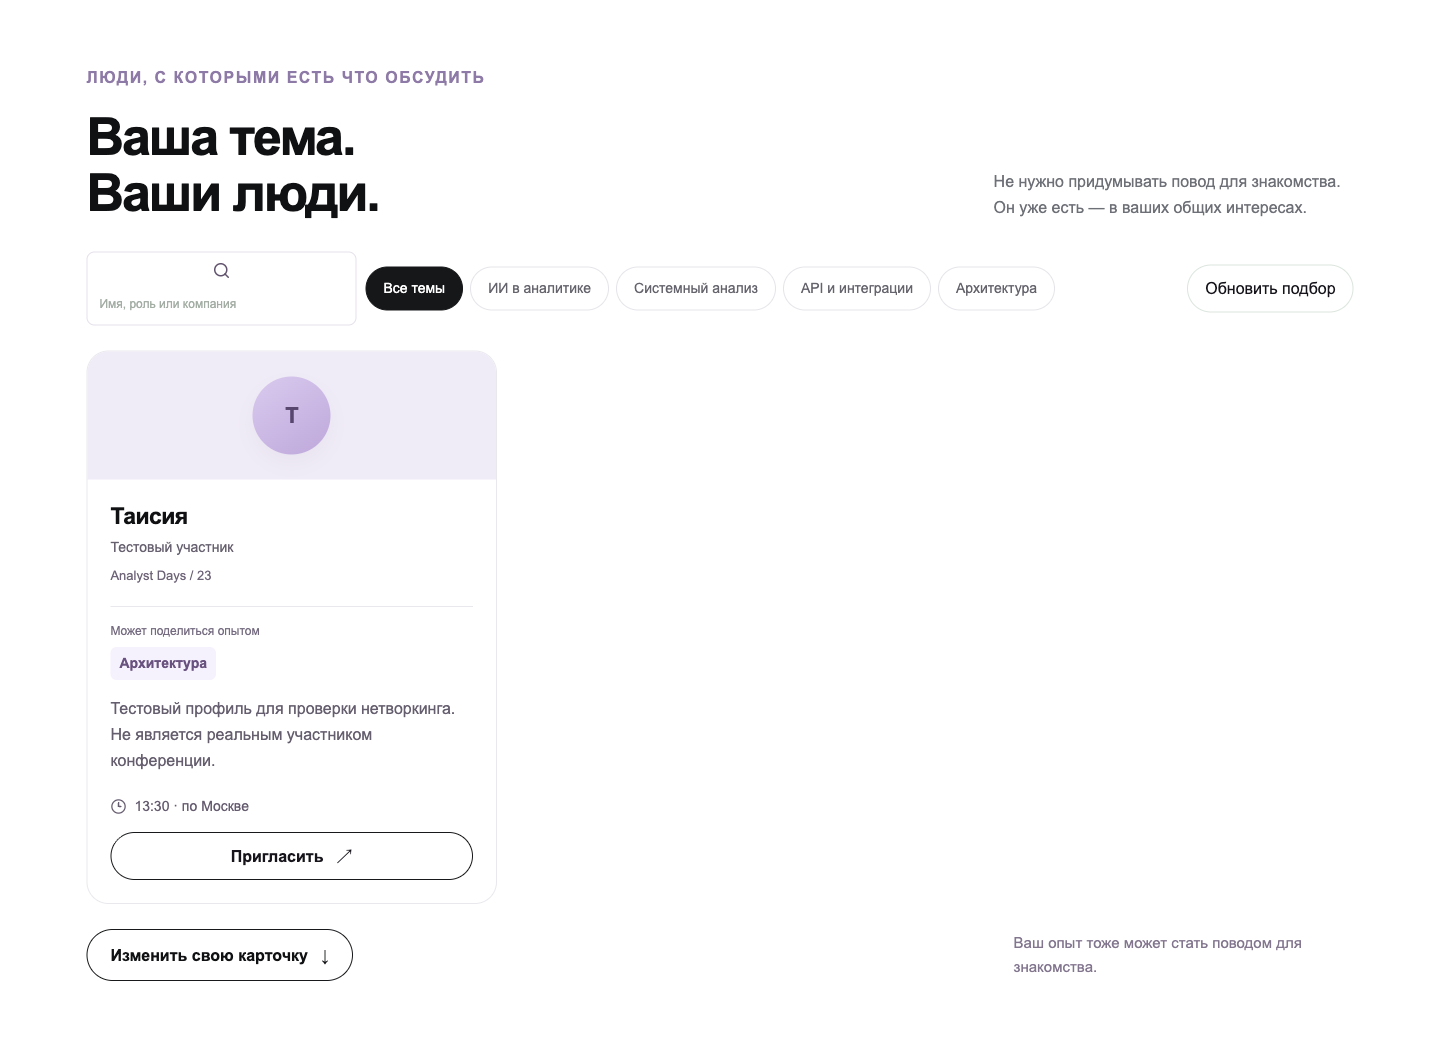 ЛЮДИ, С КОТОРЫМИ ЕСТЬ ЧТО ОБСУДИТЬ
Ваша тема.
Ваши люди.
Не нужно придумывать повод для знакомства.
Он уже есть — в ваших общих интересах.
Имя, роль или компания
Все темы
ИИ в аналитике
Системный анализ
API и интеграции
Архитектура
Обновить подбор
Т
Таисия
Тестовый участник
Analyst Days / 23
Может поделиться опытом
Архитектура
Тестовый профиль для проверки нетворкинга.
Не является реальным участником
конференции.
13:30 · по Москве
Пригласить ↗
Изменить свою карточку ↓
Ваш опыт тоже может стать поводом для
знакомства.